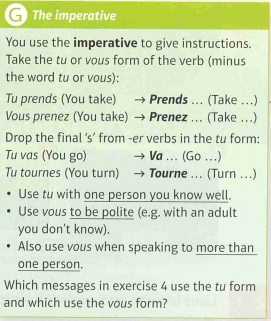 G The imperative
You use the imperative to give instructions.
Take the tu or vous form of the verb (minus
the word tu or vous):
Tu prends (You take) → Prends ... (Take ...)
Vous prenez (You take) → Prenez ... (Take ...)
Drop the final ‘s’ from -er verbs in the tu form:
Tu vas (You go) → Va ... (Go ...)
Tu tournes (You turn) → Tourne ... (Turn ...)
• Use tu with one person you know well.
• Use vous to be polite (e.g. with an adult
you don’t know).
• Also use vous when speaking to more than
one person.
Which messages in exercise 4 use the tu form
and which use the vous form?